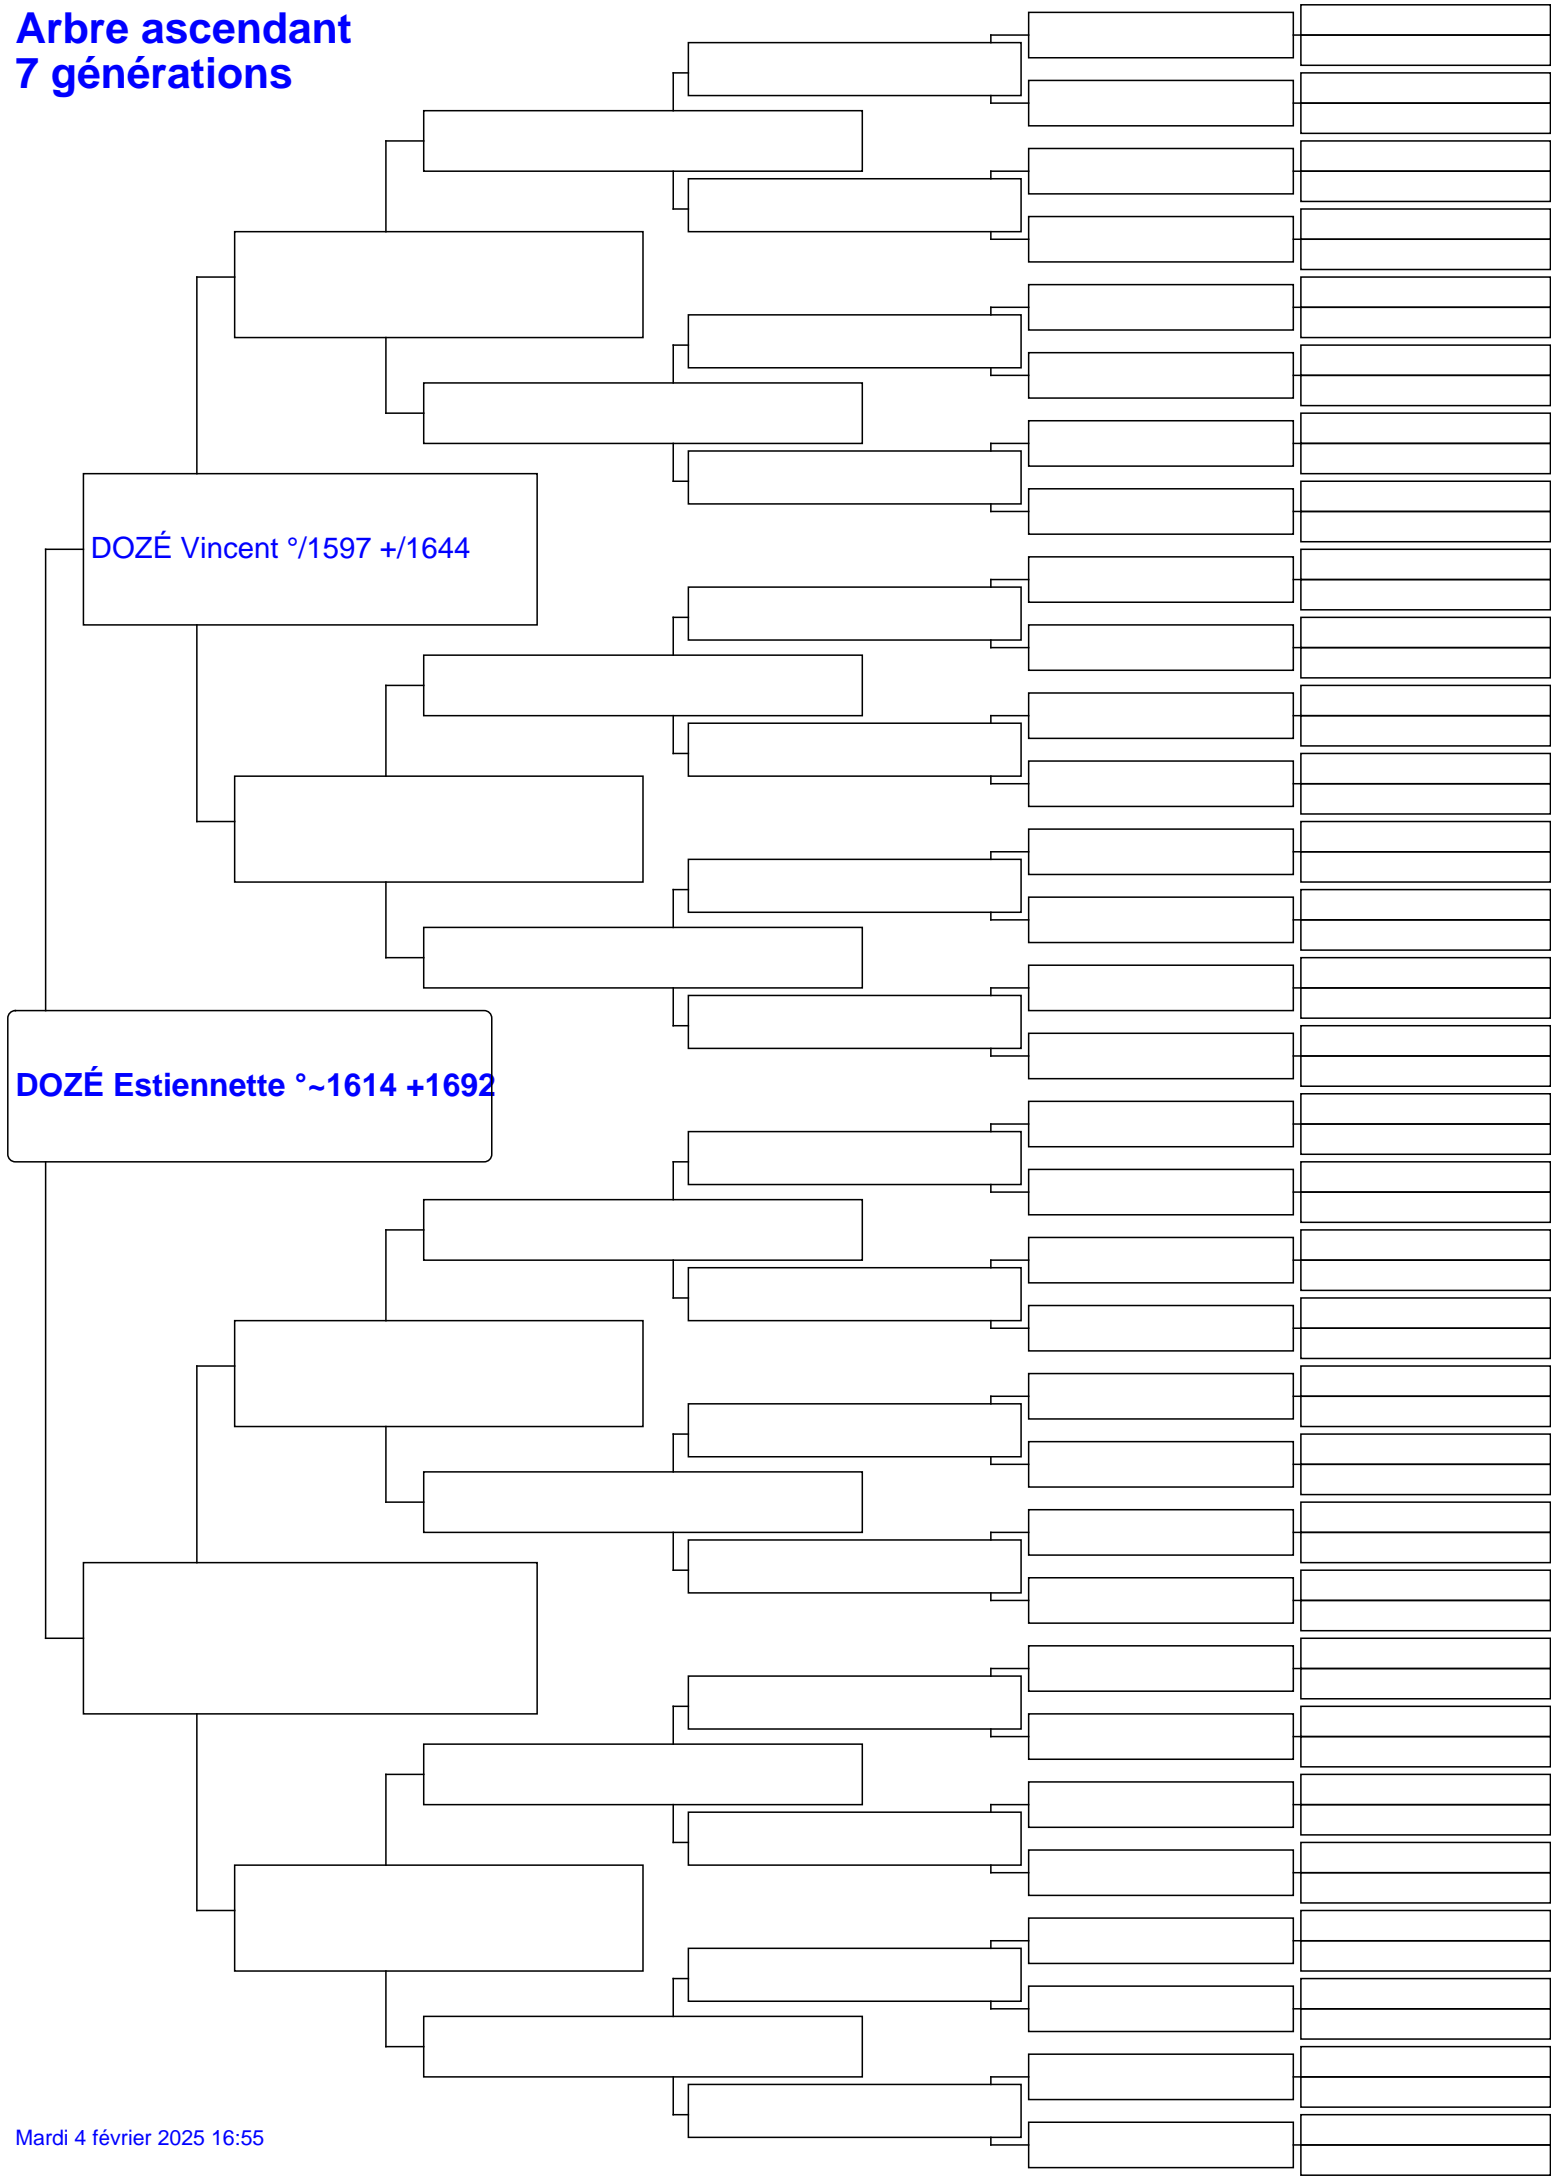 Arbre ascendant
7 générations
DOZÉ Vincent °/1597 +/1644
DOZÉ Estiennette °~1614 +1692
Mardi 4 février 2025 16:55